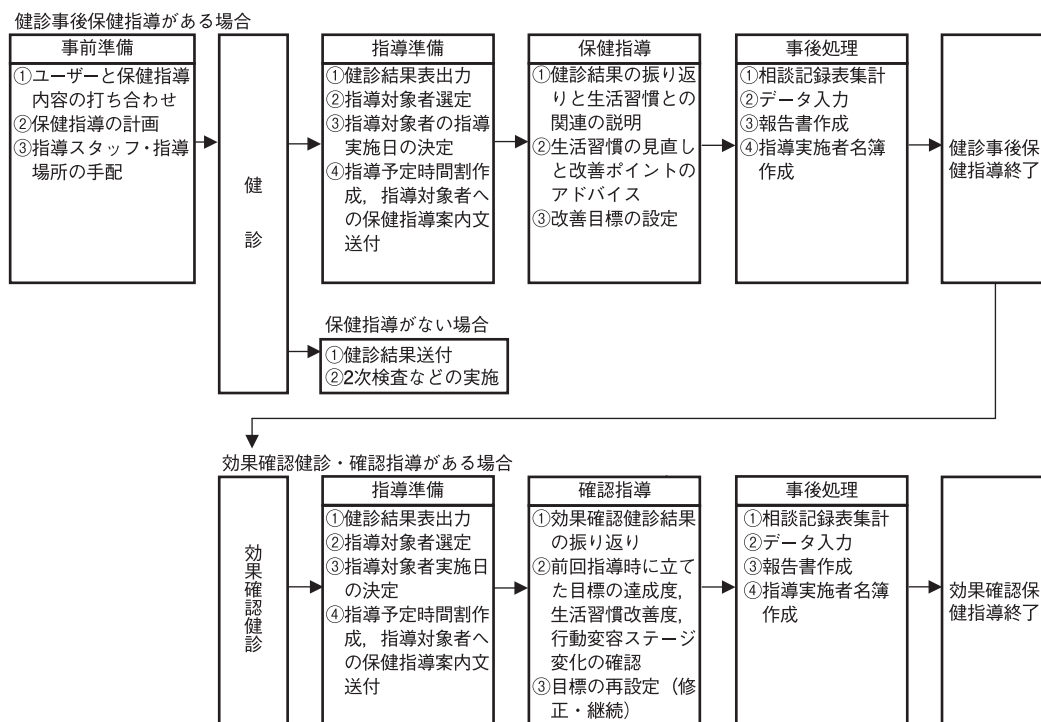 健診事後保健指導がある場合
事前準備
①ユーザーと保健指導
内容の打ち合わせ
②保健指導の計画
③指導スタッフ・指導
場所の手配
健
診
指導準備
①健診結果表出力
②指導対象者選定
③指導対象者の指導
実施日の決定
④指導予定時間割作
成，指導対象者へ
の保健指導案内文
送付
保健指導
①健診結果の振り返
りと生活習慣との
関連の説明
②生活習慣の見直し
と改善ポイントの
アドバイス
③改善目標の設定
事後処理
①相談記録表集計
②データ入力
③報告書作成
④指導実施者名簿
作成
健診事後保
健指導終了
保健指導がない場合
①健診結果送付
②2次検査などの実施
効果確認健診・確認指導がある場合
効果確認健診
指導準備
①健診結果表出力
②指導対象者選定
③指導対象者実施日
の決定
④指導予定時間割作
成，指導対象者へ
の保健指導案内文
送付
確認指導
①効果確認健診結果
の振り返り
②前回指導時に立て
た目標の達成度，
生活習慣改善度，
行動変容ステージ
変化の確認
③目標の再設定（修
正・継続）
事後処理
①相談記録表集計
②データ入力
③報告書作成
④指導実施者名簿
作成
効果確認保
健指導終了